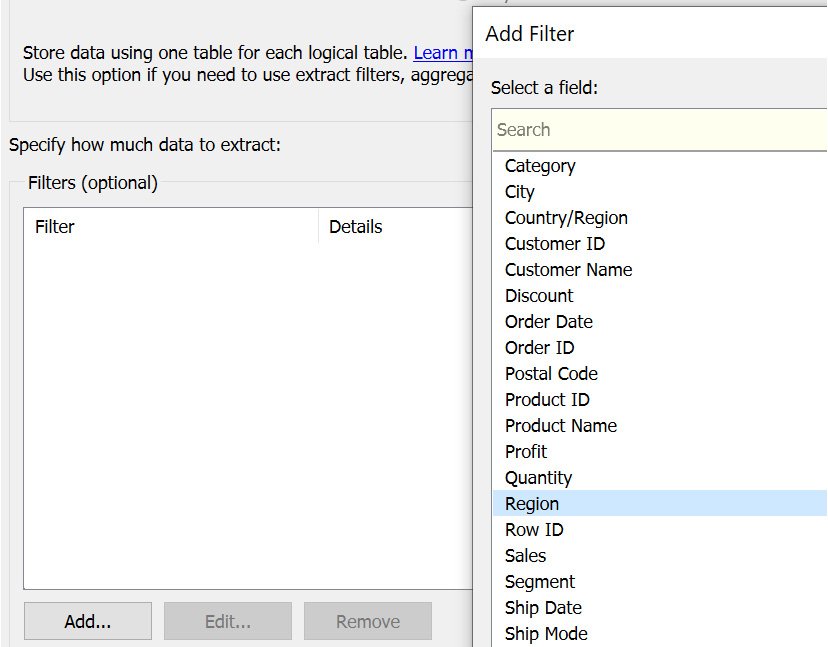 Store data using one table for each logical table. Learn
Use this option if you need to use extract filters,
Specify how much data to extract:
Filters (optional)
Filter
Details
Add...
Edit...
Remove
Add Filter
Select a field:
Search
Category
City
Country/Region
Customer ID
Customer Name
Discount
Order Date
Order ID
Postal Code
Product ID
Product Name
Profit
Quantity
Region
Row ID
Sales
Segment
Ship Date
Ship Mode